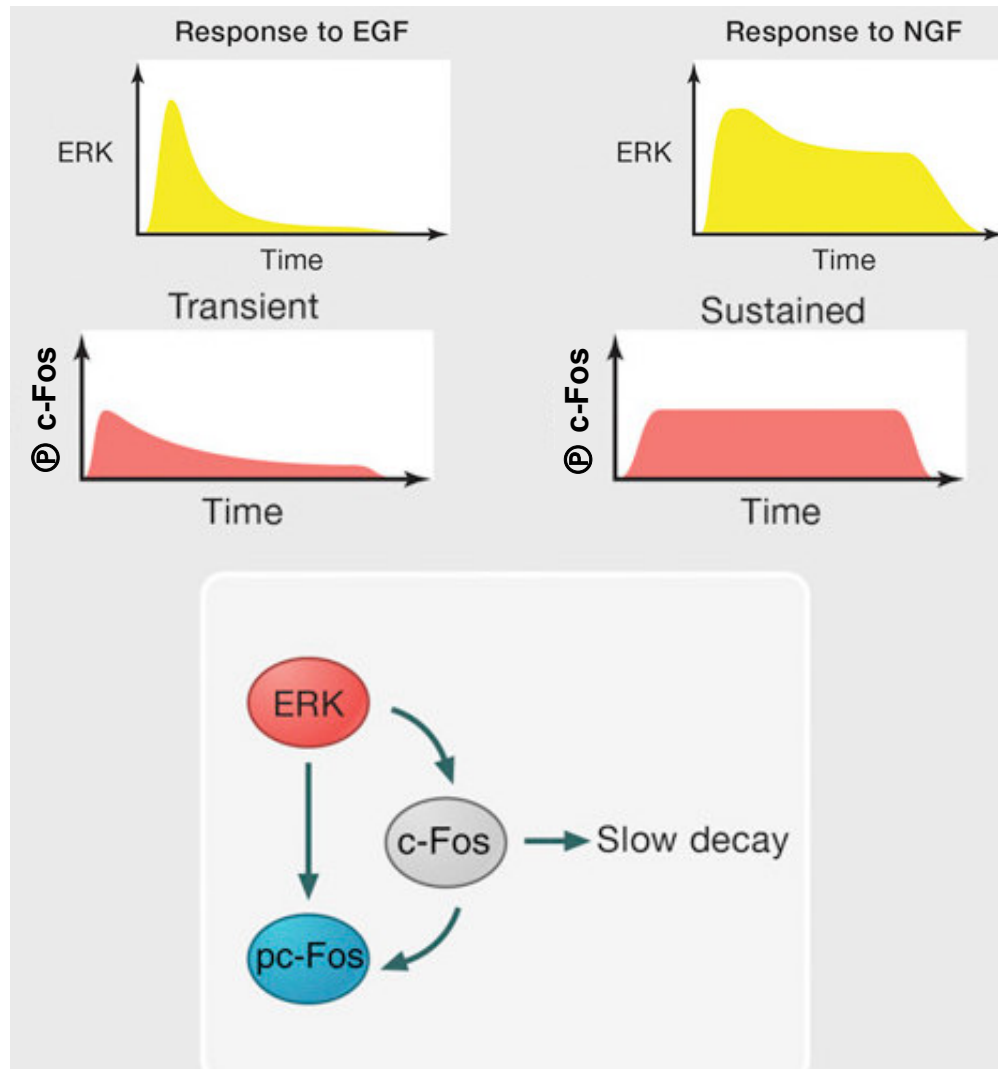 Response to EGF
Response to NGF
ERK
Time
ERK
Time
Transient
Sustained
Ⓟ c-Fos
Time
Ⓟ c-Fos
Time
ERK
c-Fos
Slow decay
pc-Fos